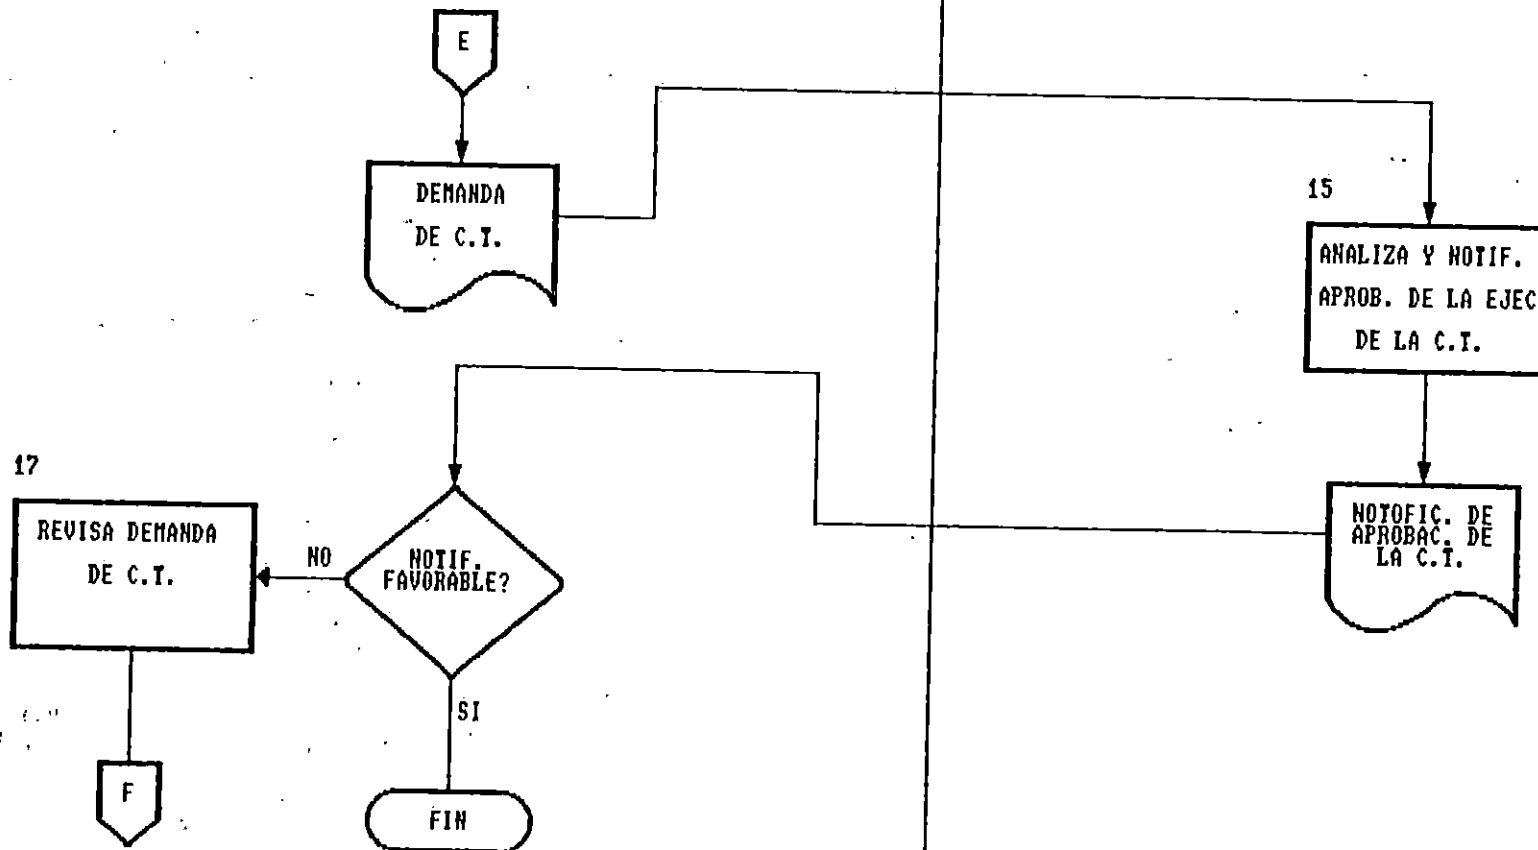 E
DEMANDA
DE C.T.
15
ANALIZA Y NOTIF.
APROB. DE LA EJEC
DE LA C.T.
17
REVISA DEMANDA
DE C.T.
NO
NOTIF.
FAVORABLE?
NOTOFIC. DE
APROBAC. DE
LA C.T.
SI
F
FIN